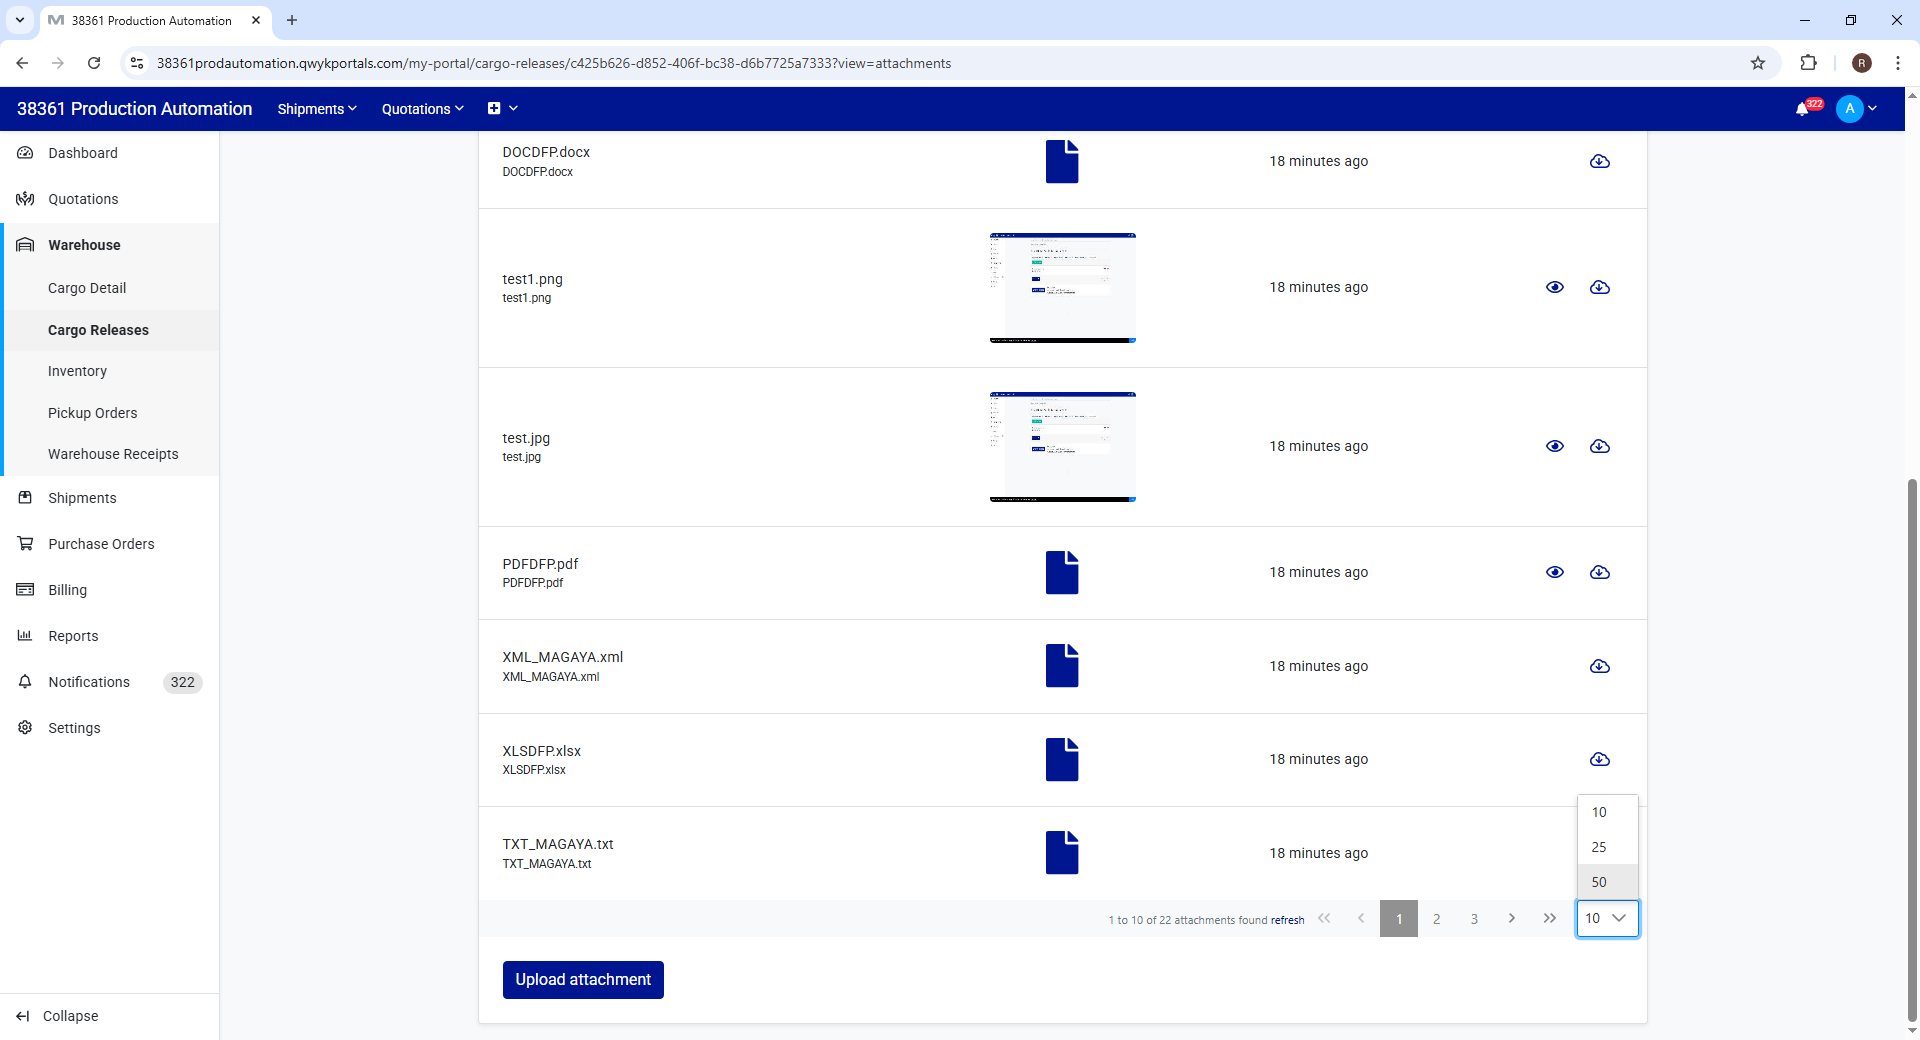 38361 Production Automation
38361prodautomation.qwykportals.com/my-portal/cargo-releases/c425b626-d852-406f-bc38-d6b7725a7333?view=attachments
R
38361 Production Automation
Shipments
Quotations
322
A
Dashboard
Quotations
Warehouse
Cargo Detail
Cargo Releases
Inventory
Pickup Orders
Warehouse Receipts
Shipments
Purchase Orders
Billing
Reports
Notifications
322
Settings
Collapse
DOCDFP.docx
DOCDFP.docx
18 minutes ago
test1.png
test1.png
18 minutes ago
test.jpg
test.jpg
18 minutes ago
PDFDFP.pdf
PDFDFP.pdf
18 minutes ago
XML_MAGAYA.xml
XML_MAGAYA.xml
18 minutes ago
XLSDFP.xlsx
XLSDFP.xlsx
18 minutes ago
TXT_MAGAYA.txt
TXT_MAGAYA.txt
18 minutes ago
10
25
50
1 to 10 of 22 attachments found refresh
1
2
3
10
Upload attachment